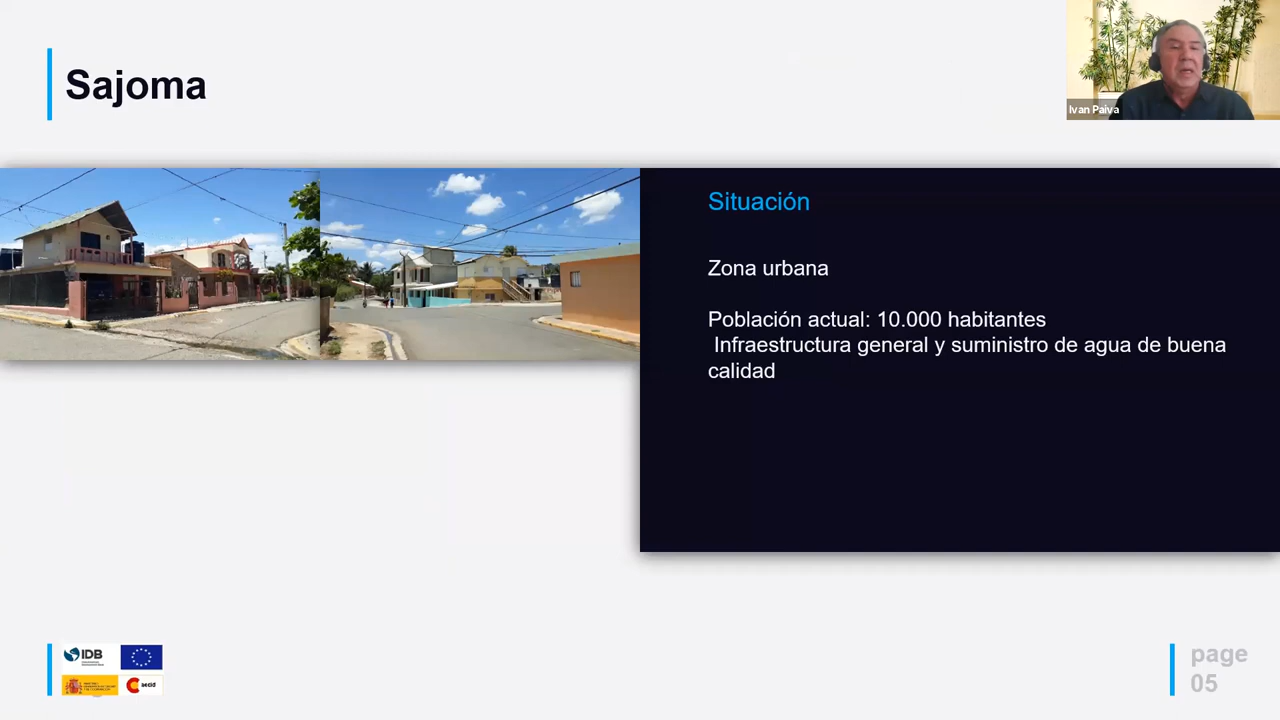 Sajoma
Ivan Paiva
Situación
Zona urbana
Población actual: 10.000 habitantes
Infraestructura general y suministro de agua de buena
calidad
IDB
aecid
page
05